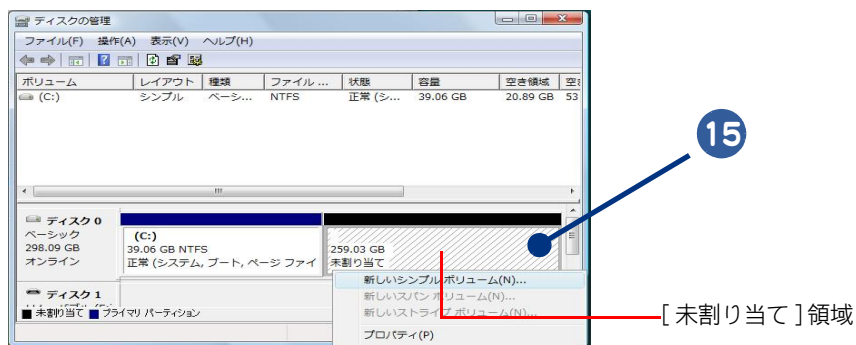 ディスクの管理
ファイル(F) 操作(A) 表示(V) ヘルプ(H)
ボリューム レイアウト 種類 ファイル ... 状態 容量 空き領域 空き
(C:) シンプル ベーシ... NTFS 正常 (シ... 39.06 GB 20.89 GB 53
15
ディスク 0
ベーシック
298.09 GB
オンライン
(C:)
39.06 GB NTFS
正常 (システム, ブート, ページ ファイ
259.03 GB
未割り当て
新しいシンプル ボリューム(N)...
新しいスパン ボリューム(N)...
新しいストライプ ボリューム(N)...
プロパティ(P)
[ 未割り当て ] 領域
ディスク 1
未割り当て プライマリ パーティション